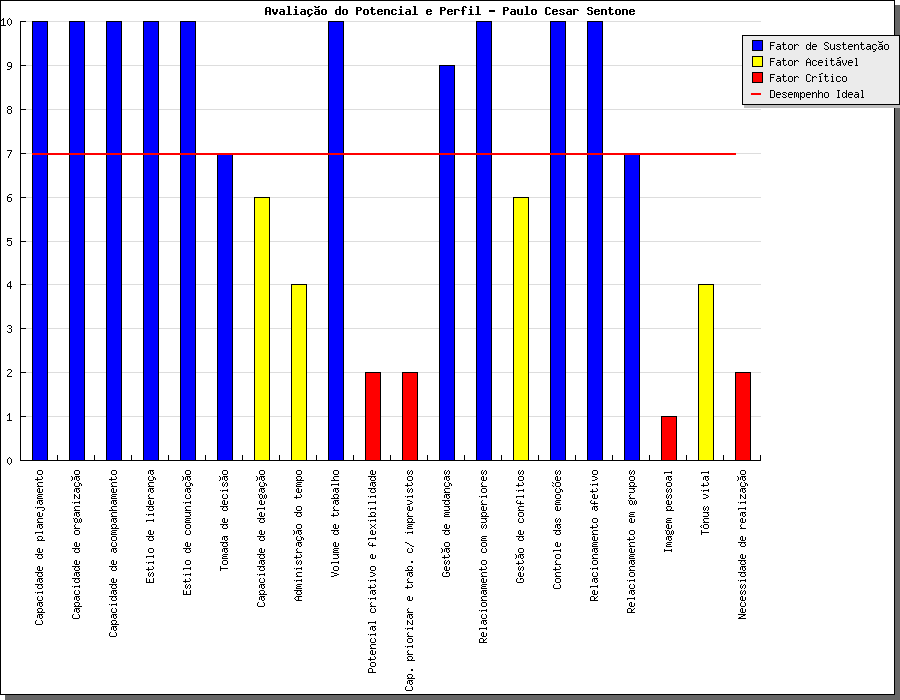 Avaliação do Potencial e Perfil - Paulo Cesar Sentone
Fator de Sustentação
Fator Aceitável
Fator Crítico
Desempenho Ideal
10
9
8
7
6
5
4
3
2
1
0
Capacidade de planejamento
Capacidade de organização
Capacidade de acompanhamento
Estilo de liderança
Estilo de comunicação
Tomada de decisão
Capacidade de delegação
Administração do tempo
Volume de trabalho
Potencial criativo e flexibilidade
Cap. priorizar e trab. c/ imprevistos
Gestão de mudanças
Relacionamento com superiores
Gestão de conflitos
Controle das emoções
Relacionamento afetivo
Relacionamento em grupos
Imagem pessoal
Tônus vital
Necessidade de realização